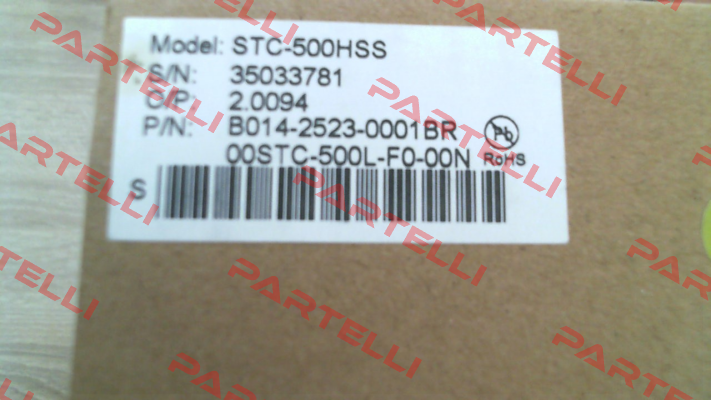 Model: STC-500HSS
S/N: 35033781
C/P: 2.0094
P/N: B014-2523-0001BR
Pb
00STC-500L-F0-00N
RoHS
S
PARTELLI
PARTELLI
PARTELLI
PARTELLI
PARTELLI
PARTELLI
PARTELLI
PARTELLI